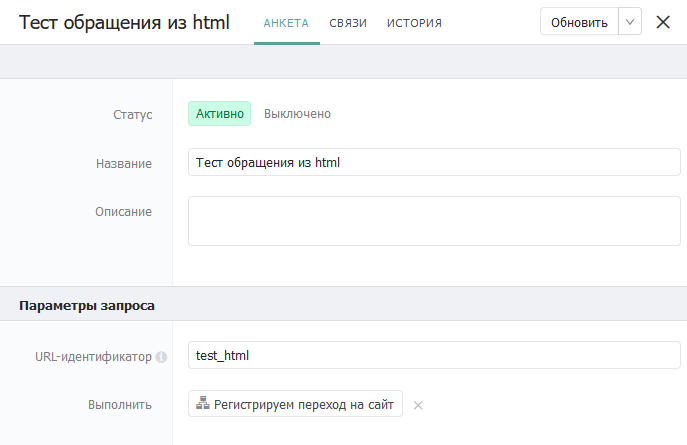 Тест обращения из html АНКЕТА СВЯЗИ ИСТОРИЯ Обновить
Статус Активно Выключено
Название Тест обращения из html
Описание
Параметры запроса
URL-идентификатор test_html
Выполнить Регистрируем переход на сайт